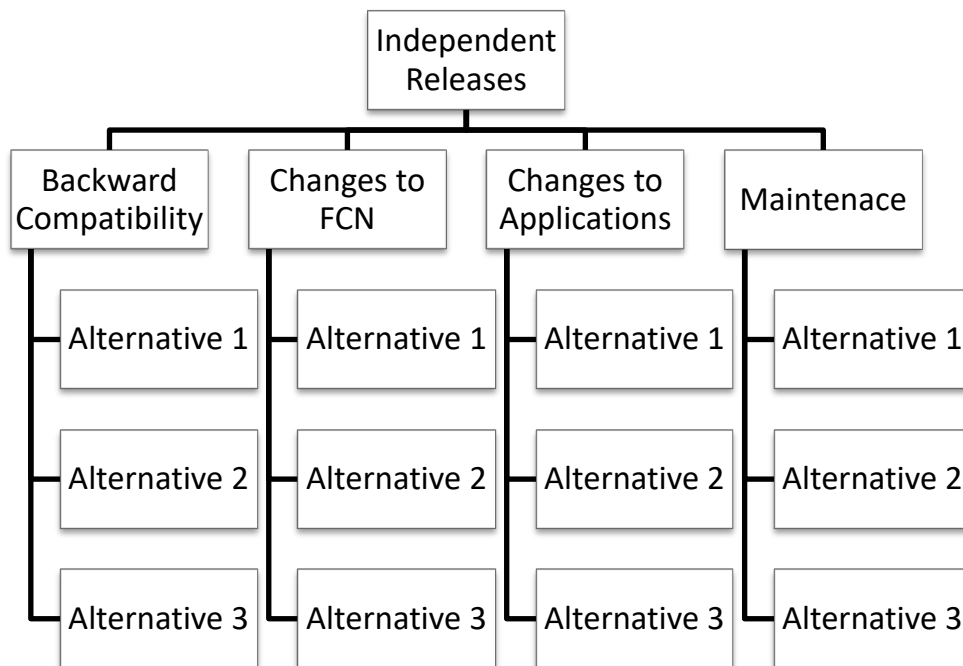 Independent
Releases
Backward
Compatibility
Changes to
FCN
Changes to
Applications
Maintenace
Alternative 1
Alternative 1
Alternative 1
Alternative 1
Alternative 2
Alternative 2
Alternative 2
Alternative 2
Alternative 3
Alternative 3
Alternative 3
Alternative 3